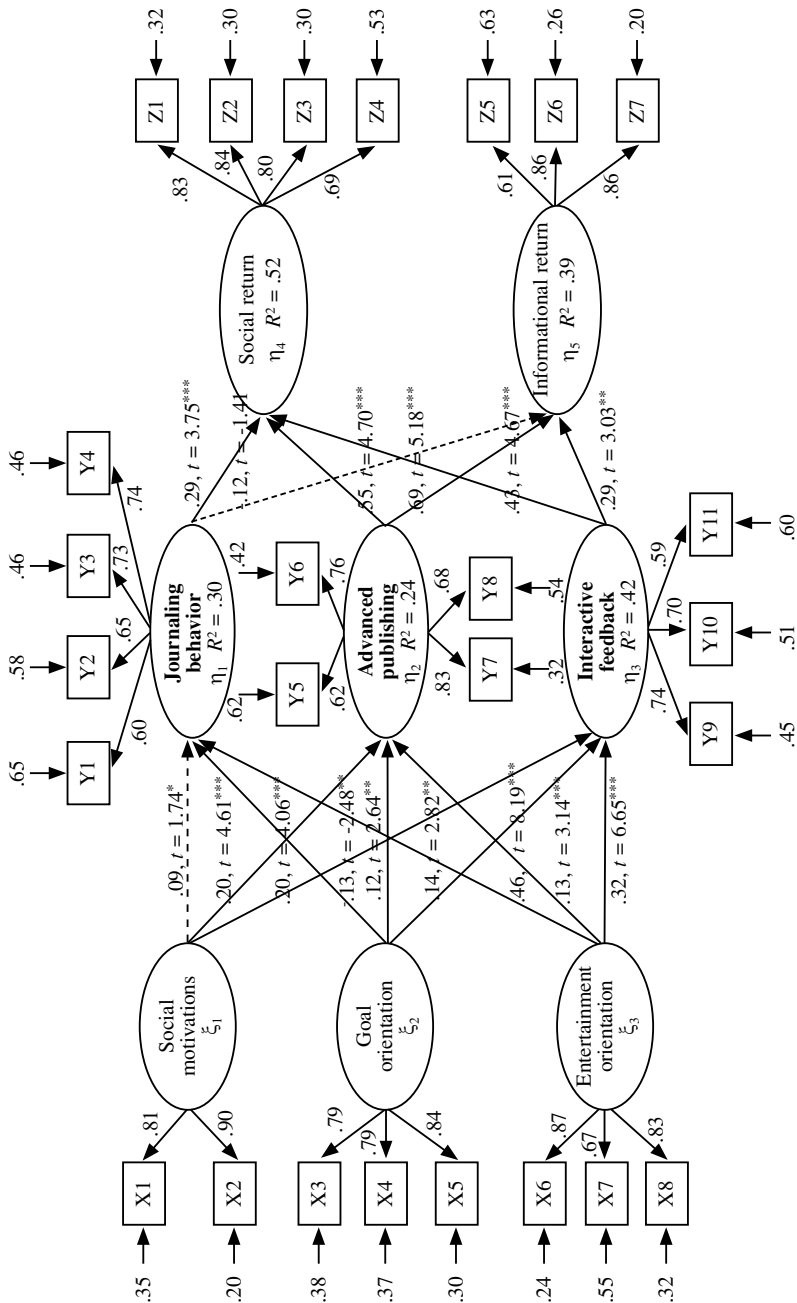 .35
X1
.81
.20
X2
.90
Social
motivations
ξ1
.38
X3
.79
.37
X4
.79
.30
X5
.84
Goal
orientation
ξ2
.24
X6
.87
.55
X7
.67
.32
X8
.83
Entertainment
orientation
ξ3
.09, t = 1.74*
.20, t = 4.61***
.20, t = 4.06***
-.13, t = -2.48**
.12, t = 2.64**
.14, t = 2.82**
.46, t = 8.19***
.13, t = 3.14***
.32, t = 6.65***
.65
.58
.46
.46
Y1
Y2
Y3
Y4
.60
.65
.73
.74
Journaling
behavior
η1 R² = .30
.62
.42
Y5
Y6
.62
.76
Advanced
publishing
η2 R² = .24
.83
.68
Y7
Y8
.32
.54
Interactive
feedback
η3 R² = .42
.74
.70
.59
Y9
Y10
Y11
.45
.51
.60
.29, t = 3.75***
-.12, t = -1.41
.55, t = 4.70***
.69, t = 5.18***
.43, t = 4.67***
.29, t = 3.03**
Social return
η4 R² = .52
.83
Z1
.32
.84
Z2
.30
.80
Z3
.30
.69
Z4
.53
Informational return
η5 R² = .39
.61
Z5
.63
.86
Z6
.26
.86
Z7
.20